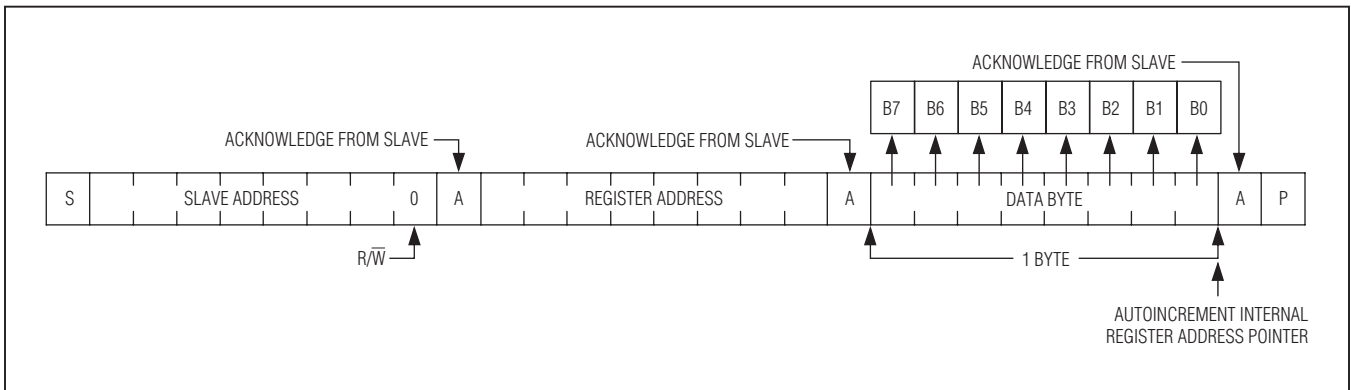 ACKNOWLEDGE FROM SLAVE
B7 B6 B5 B4 B3 B2 B1 B0
ACKNOWLEDGE FROM SLAVE ACKNOWLEDGE FROM SLAVE
S SLAVE ADDRESS 0 A REGISTER ADDRESS A DATA BYTE A P
R/W̅ 1 BYTE
AUTOINCREMENT INTERNAL
REGISTER ADDRESS POINTER